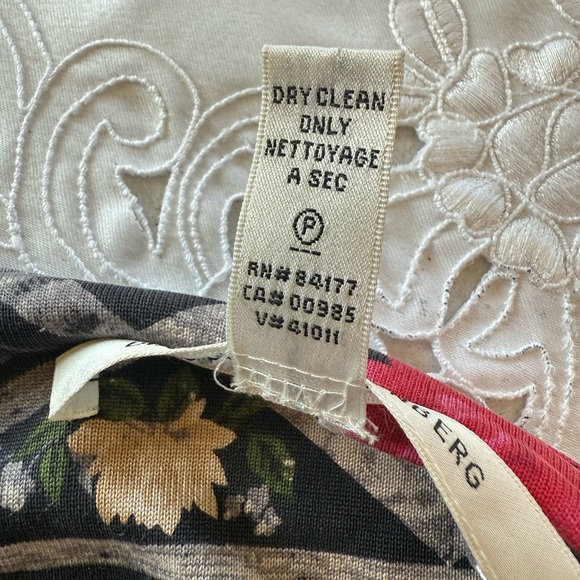 DRY CLEAN
ONLY
NETTOYAGE
A SEC
P
RN# 84177
CA# 00985
V# 41011
BERG